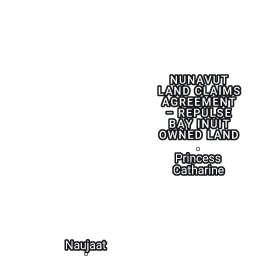 NUNAVUT
LAND CLAIMS
AGREEMENT
– REPULSE
BAY INUIT
OWNED LAND
Princess
Catharine
Naujaat